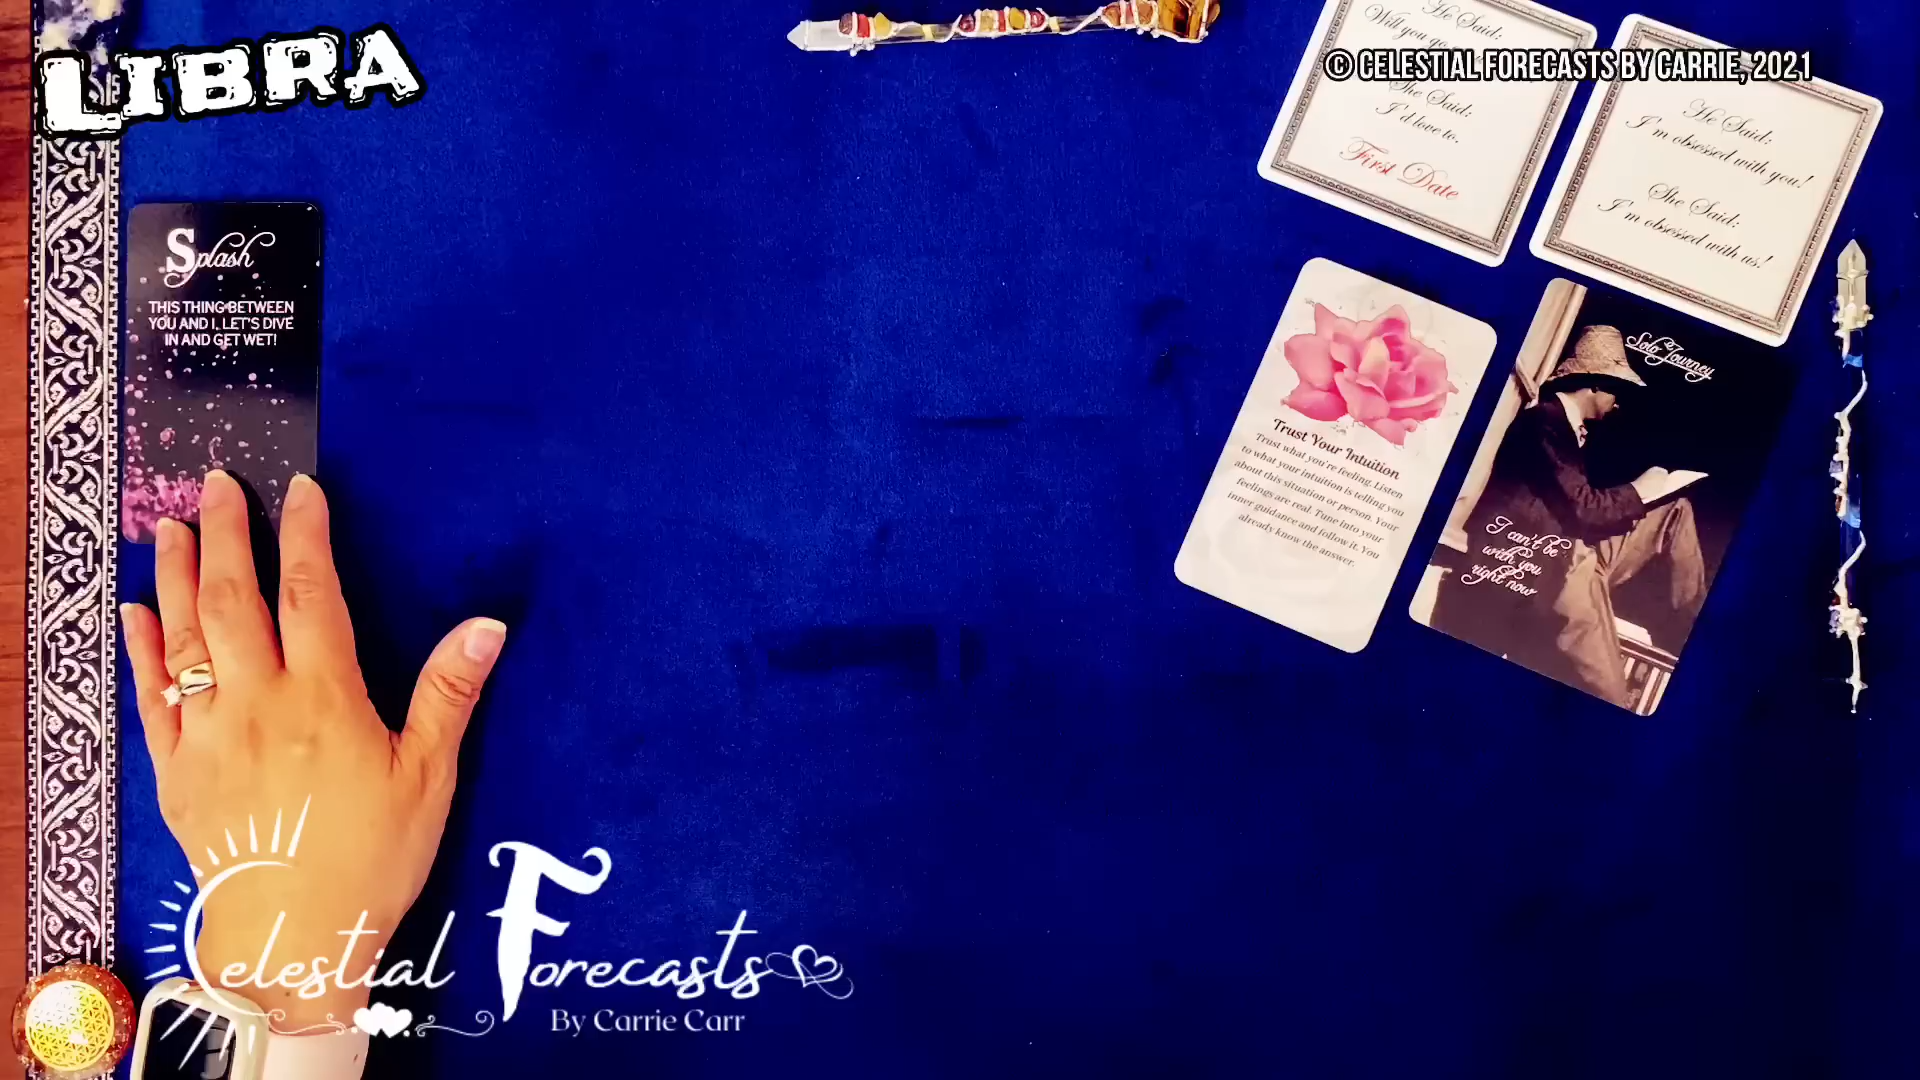 LIBRA
© CELESTIAL FORECASTS BY CARRIE, 2021
He Said:
Will you go
She Said:
I'd love to.
First Date
He Said:
I'm obsessed with you!
She Said:
I'm obsessed with us!
Splash
THIS THING BETWEEN
YOU AND I, LET'S DIVE
IN AND GET WET!
Trust Your Intuition
Trust what you're feeling. Listen
to what your intuition is telling you
about this situation or person. Your
feelings are real. Tune into your
inner guidance and follow it. You
already know the answer.
Solo Journey
I can't be
with you
right now
Celestial Forecasts
By Carrie Carr